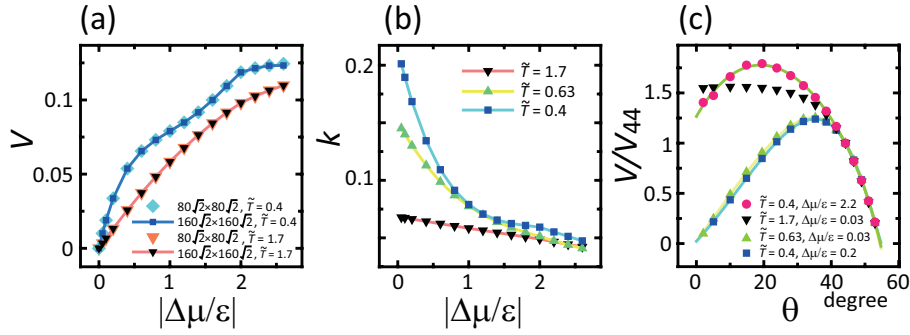 (a)
V
0.1
0.05
0
0
1
2
|Δμ/ε|
80√2×80√2, T̃=0.4
160√2×160√2, T̃=0.4
80√2×80√2, T̃=1.7
160√2×160√2, T̃=1.7
(b)
k
0.2
0.1
0
1
2
|Δμ/ε|
T̃ = 1.7
T̃ = 0.63
T̃ = 0.4
(c)
V/V44
1.5
1
0.5
0
0
20
40
60
θ
degree
T̃=0.4, Δμ/ε=2.2
T̃=1.7, Δμ/ε=0.03
T̃=0.63, Δμ/ε=0.03
T̃=0.4, Δμ/ε=0.2